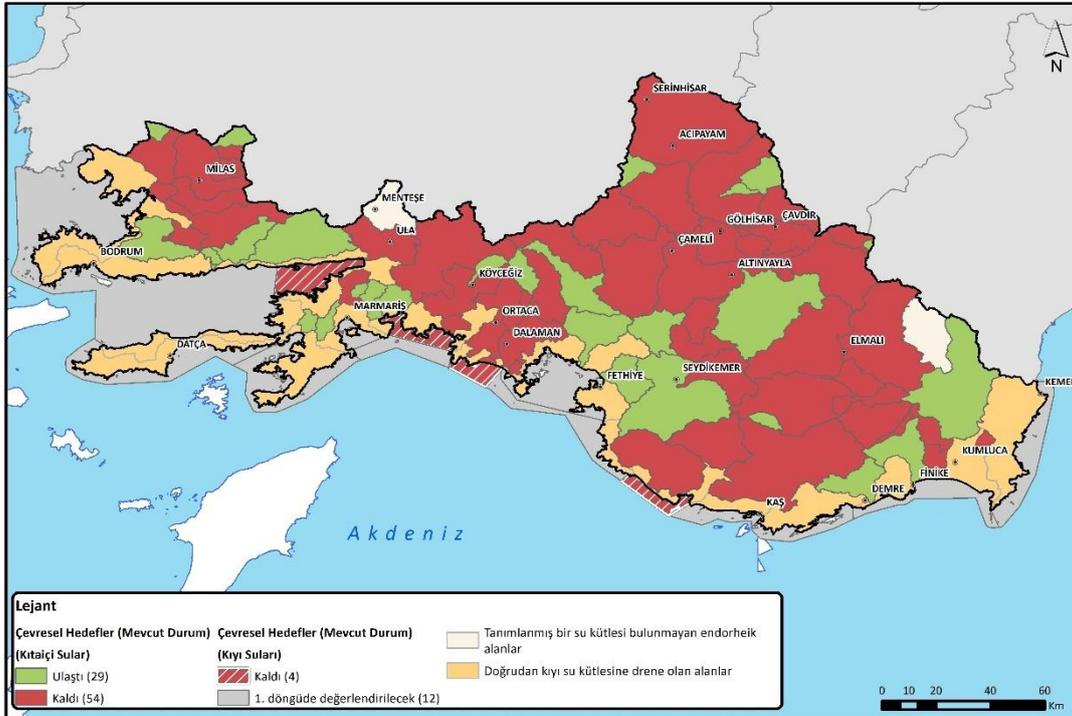 N
SERİNHİSAR
ACIPAYAM
MİLAS
MENTEŞE
ULA
GÖLHİSAR
ÇAVDIR
ÇAMELİ
BODRUM
KÖYCEĞİZ
ALTINYAYLA
MARMARİS
ORTACA
DALAMAN
ELMALI
DATÇA
FETHİYE
SEYDİKEMER
KEMER
KUMLUCA
FİNİKE
DEMRE
KAŞ
Akdeniz
Lejant
Çevresel Hedefler (Mevcut Durum)
(Kıtaiçi Sular)
Ulaştı (29)
Kaldı (54)
Çevresel Hedefler (Mevcut Durum)
(Kıyı Suları)
Kaldı (4)
1. döngüde değerlendirilecek (12)
Tanımlanmış bir su kütlesi bulunmayan endorheik
alanlar
Doğrudan kıyı su kütlesine drene olan alanlar
0 10 20 40 60
Km